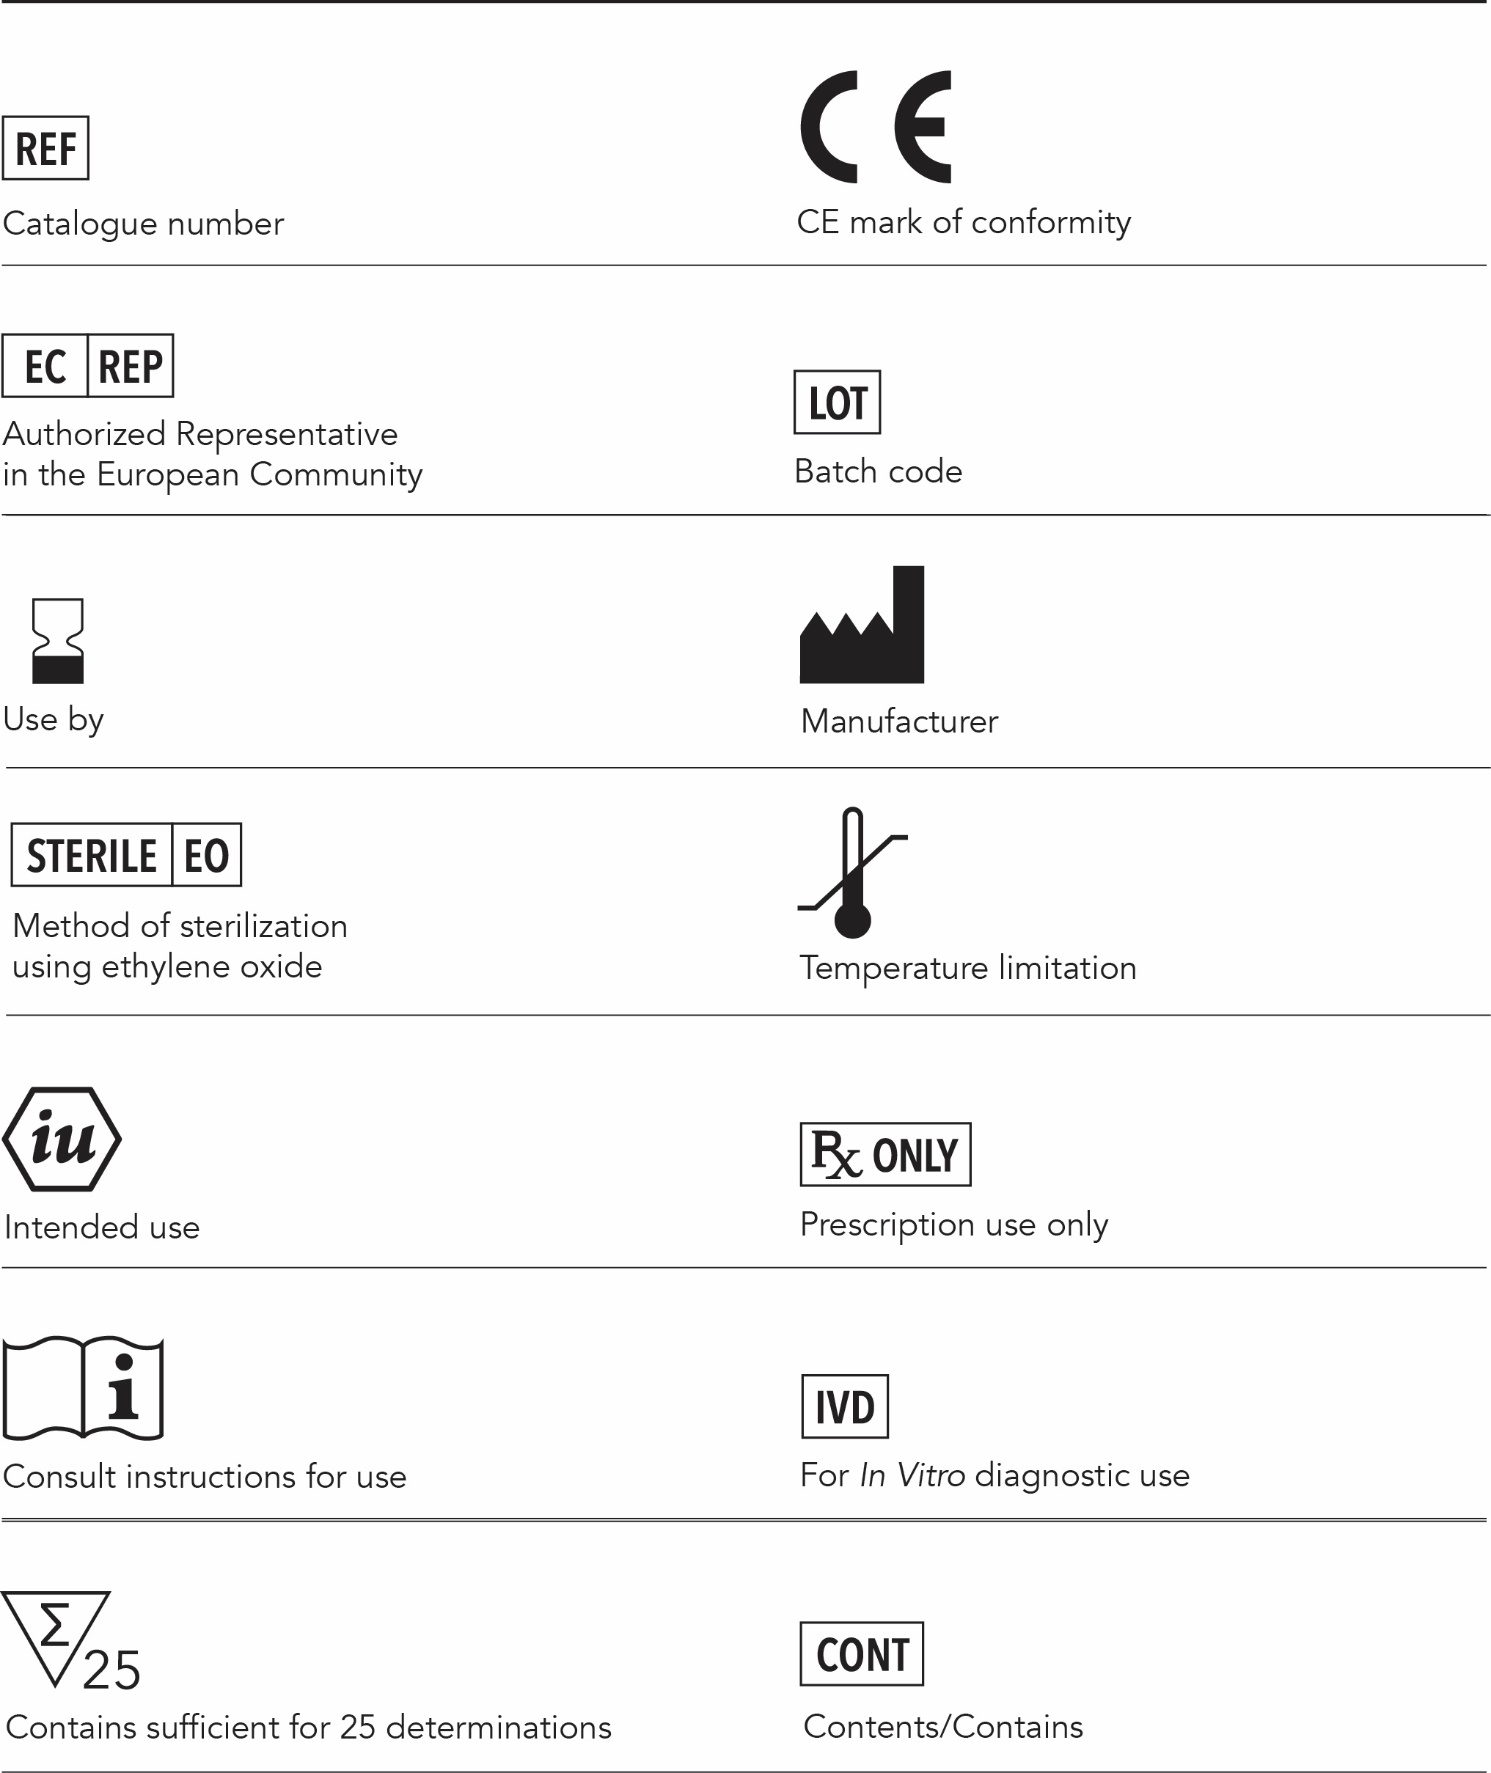 REF
Catalogue number
CE
CE mark of conformity
EC REP
Authorized Representative
in the European Community
LOT
Batch code
Use by
Manufacturer
STERILE EO
Method of sterilization
using ethylene oxide
Temperature limitation
iu
Intended use
Rx ONLY
Prescription use only
i
Consult instructions for use
IVD
For In Vitro diagnostic use
Σ 25
Contains sufficient for 25 determinations
CONT
Contents/Contains